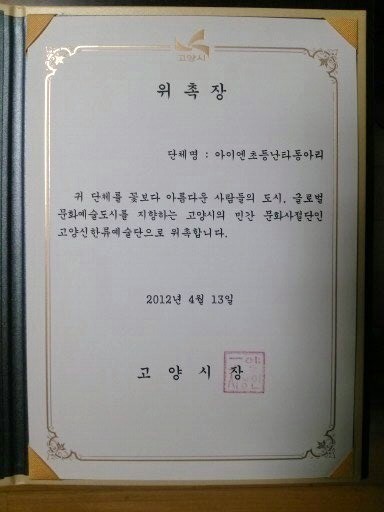 고양시
위 촉 장
단체명 : 아이엔초등난타동아리
귀 단체를 꽃보다 아름다운 사람들의 도시, 글로벌
문화예술도시를 지향하는 고양시의 민간 문화사절단인
고양신한류예술단으로 위촉합니다.
2012년 4월 13일
고 양 시 장